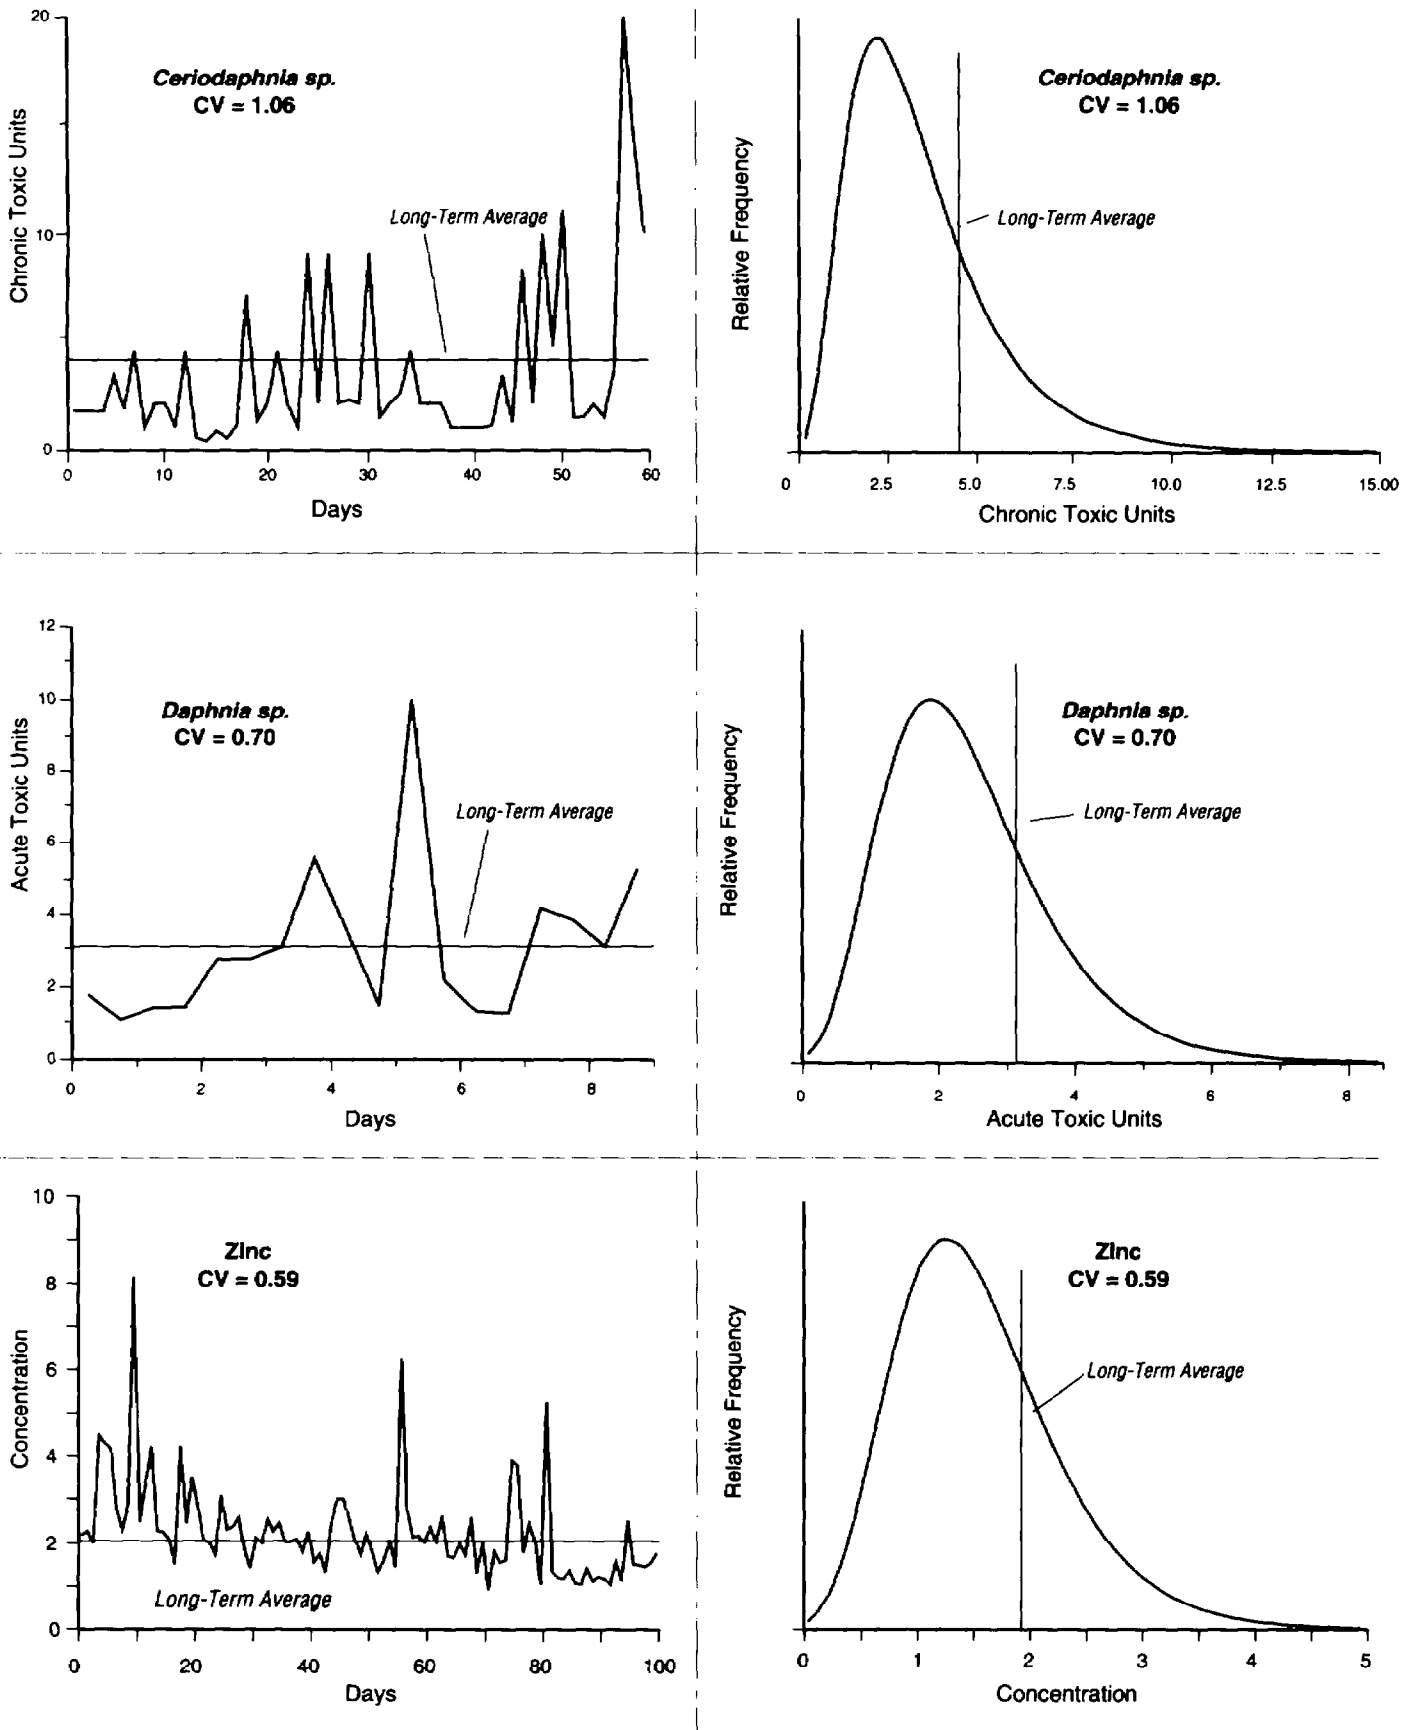 20
Ceriodaphnia sp.
CV = 1.06
Chronic Toxic Units
Long-Term Average
10
0
0 10 20 30 40 50 60
Days
Ceriodaphnia sp.
CV = 1.06
Relative Frequency
Long-Term Average
0 2.5 5.0 7.5 10.0 12.5 15.00
Chronic Toxic Units
12
10
8
6
4
2
0
Daphnia sp.
CV = 0.70
Acute Toxic Units
Long-Term Average
0 2 4 6 8
Days
Daphnia sp.
CV = 0.70
Relative Frequency
Long-Term Average
0 2 4 6 8
Acute Toxic Units
10
8
6
4
2
0
Zinc
CV = 0.59
Concentration
Long-Term Average
0 20 40 60 80 100
Days
Zinc
CV = 0.59
Relative Frequency
Long-Term Average
0 1 2 3 4 5
Concentration